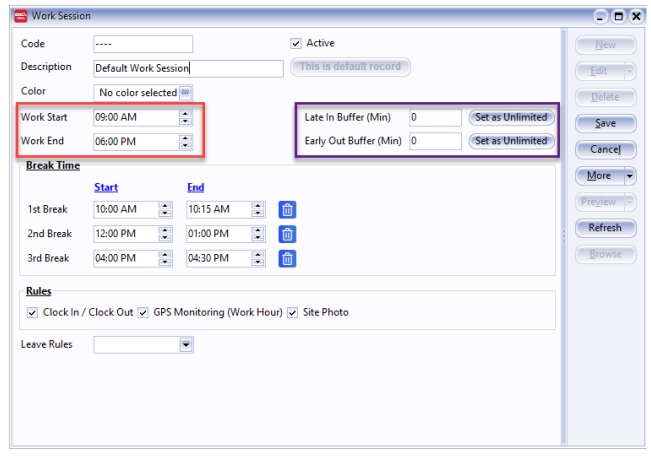 Work Session
Code ---- Active New
Description Default Work Session This is default record Edit
Color No color selected Delete
Work Start 09:00 AM Late In Buffer (Min) 0 Set as Unlimited Save
Work End 06:00 PM Early Out Buffer (Min) 0 Set as Unlimited Cancel
Break Time More
Start End Preview
1st Break 10:00 AM 10:15 AM Refresh
2nd Break 12:00 PM 01:00 PM Browse
3rd Break 04:00 PM 04:30 PM
Rules
Clock In / Clock Out GPS Monitoring (Work Hour) Site Photo
Leave Rules